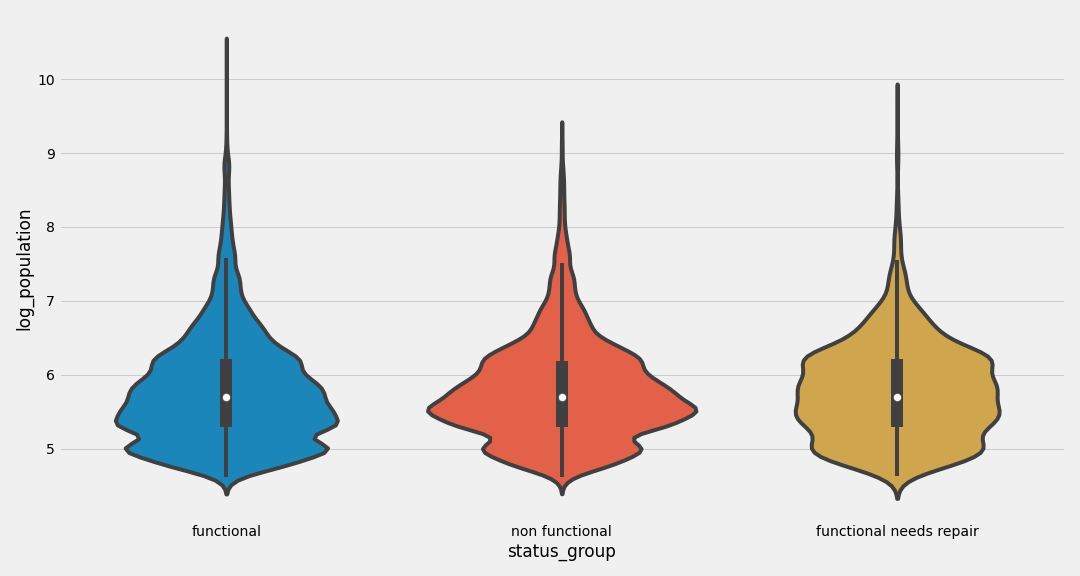 10
9
8
7
6
5
log_population
functional
non functional
functional needs repair
status_group